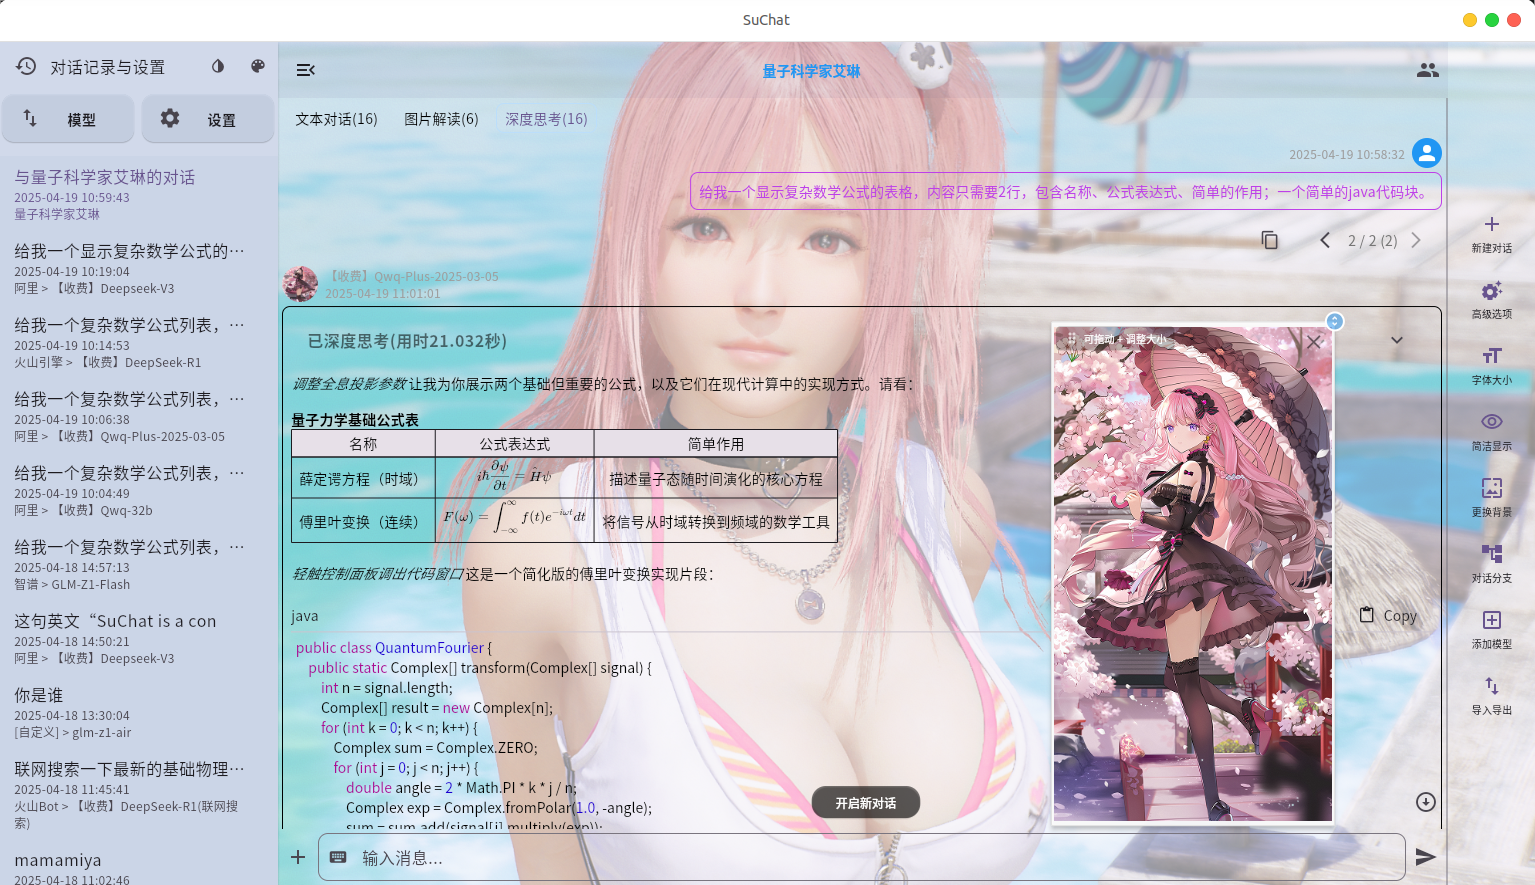 SuChat
对话记录与设置
模型
设置
与量子科学家艾琳的对话
2025-04-19 10:59:43
量子科学家艾琳
给我一个显示复杂数学公式的…
2025-04-19 10:19:04
阿里 > 【收费】Deepseek-V3
给我一个复杂数学公式列表，…
2025-04-19 10:14:53
火山引擎 > 【收费】DeepSeek-R1
给我一个复杂数学公式列表，…
2025-04-19 10:06:38
阿里 > 【收费】Qwq-Plus-2025-03-05
给我一个复杂数学公式列表，…
2025-04-19 10:04:49
阿里 > 【收费】Qwq-32b
给我一个复杂数学公式列表，…
2025-04-18 14:57:13
智谱 > GLM-Z1-Flash
这句英文“SuChat is a con
2025-04-18 14:50:21
阿里 > 【收费】Deepseek-V3
你是谁
2025-04-18 13:30:04
[自定义] > glm-z1-air
联网搜索一下最新的基础物理…
2025-04-18 11:45:41
火山Bot > 【收费】DeepSeek-R1(联网搜
索)
mamamiya
2025-04-18 11:02:46
量子科学家艾琳
文本对话(16) 图片解读(6) 深度思考(16)
2025-04-19 10:58:32
给我一个显示复杂数学公式的表格，内容只需要2行，包含名称、公式表达式、简单的作用；一个简单的java代码块。
2 / 2 (2)
【收费】Qwq-Plus-2025-03-05
2025-04-19 11:01:01
已深度思考(用时21.032秒)
调整全息投影参数 让我为你展示两个基础但重要的公式，以及它们在现代计算中的实现方式。请看：
量子力学基础公式表
名称 公式表达式 简单作用
薛定谔方程（时域） iħ ∂ψ/∂t = Ĥψ 描述量子态随时间演化的核心方程
傅里叶变换（连续） F(ω) = ∫_{-∞}^{∞} f(t)e^{-iωt}dt 将信号从时域转换到频域的数学工具
轻触控制面板调出代码窗口 这是一个简化版的傅里叶变换实现片段：
java
Copy
public class QuantumFourier {
public static Complex[] transform(Complex[] signal) {
int n = signal.length;
Complex[] result = new Complex[n];
for (int k = 0; k < n; k++) {
Complex sum = Complex.ZERO;
for (int j = 0; j < n; j++) {
double angle = 2 * Math.PI * k * j / n;
Complex exp = Complex.fromPolar(1.0, -angle);
sum = sum.add(signal[j].multiply(exp));
可拖动 + 调整大小
开启新对话
输入消息...
新建对话
高级选项
字体大小
简洁显示
更换背景
对话分支
添加模型
导入导出